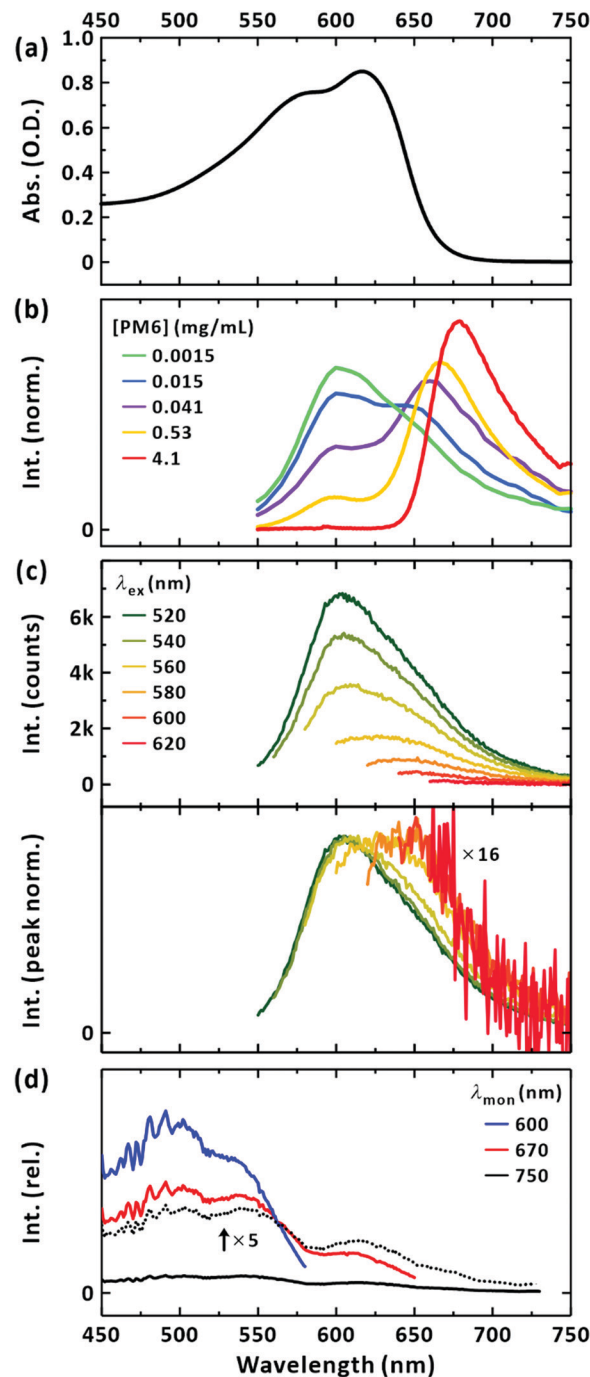 450 500 550 600 650 700 750
(a)
Abs. (O.D.)
1.0
0.8
0.6
0.4
0.2
0
(b)
Int. (norm.)
[PM6] (mg/mL)
0.0015
0.015
0.041
0.53
4.1
0
(c)
Int. (counts)
λex (nm)
520
540
560
580
600
620
6k
4k
2k
0
Int. (peak norm.)
× 16
0
(d)
Int. (rel.)
λmon (nm)
600
670
750
↑ × 5
0
450 500 550 600 650 700 750
Wavelength (nm)